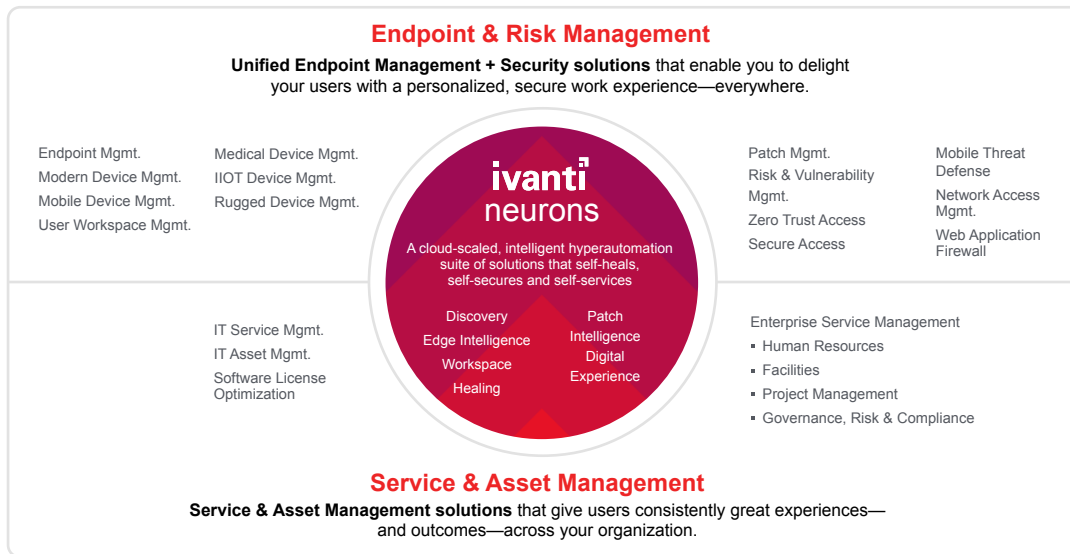 Endpoint & Risk Management
Unified Endpoint Management + Security solutions that enable you to delight
your users with a personalized, secure work experience—everywhere.
Endpoint Mgmt.
Modern Device Mgmt.
Mobile Device Mgmt.
User Workspace Mgmt.
Medical Device Mgmt.
IIOT Device Mgmt.
Rugged Device Mgmt.
ivanti
neurons
A cloud-scaled, intelligent hyperautomation
suite of solutions that self-heals,
self-secures and self-services
Discovery
Edge Intelligence
Workspace
Healing
Patch
Intelligence
Digital
Experience
Patch Mgmt.
Risk & Vulnerability
Mgmt.
Zero Trust Access
Secure Access
Mobile Threat
Defense
Network Access
Mgmt.
Web Application
Firewall
IT Service Mgmt.
IT Asset Mgmt.
Software License
Optimization
Enterprise Service Management
▪ Human Resources
▪ Facilities
▪ Project Management
▪ Governance, Risk & Compliance
Service & Asset Management
Service & Asset Management solutions that give users consistently great experiences—
and outcomes—across your organization.